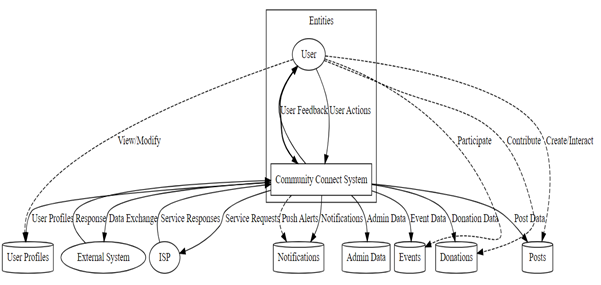 Entities
User
User Feedback
User Actions
View/Modify
Participate
Contribute
Create/Interact
Community Connect System
User Profiles
Response
Data Exchange
Service Responses
Service Requests
Push Alerts
Notifications
Admin Data
Event Data
Donation Data
Post Data
User Profiles
External System
ISP
Notifications
Admin Data
Events
Donations
Posts